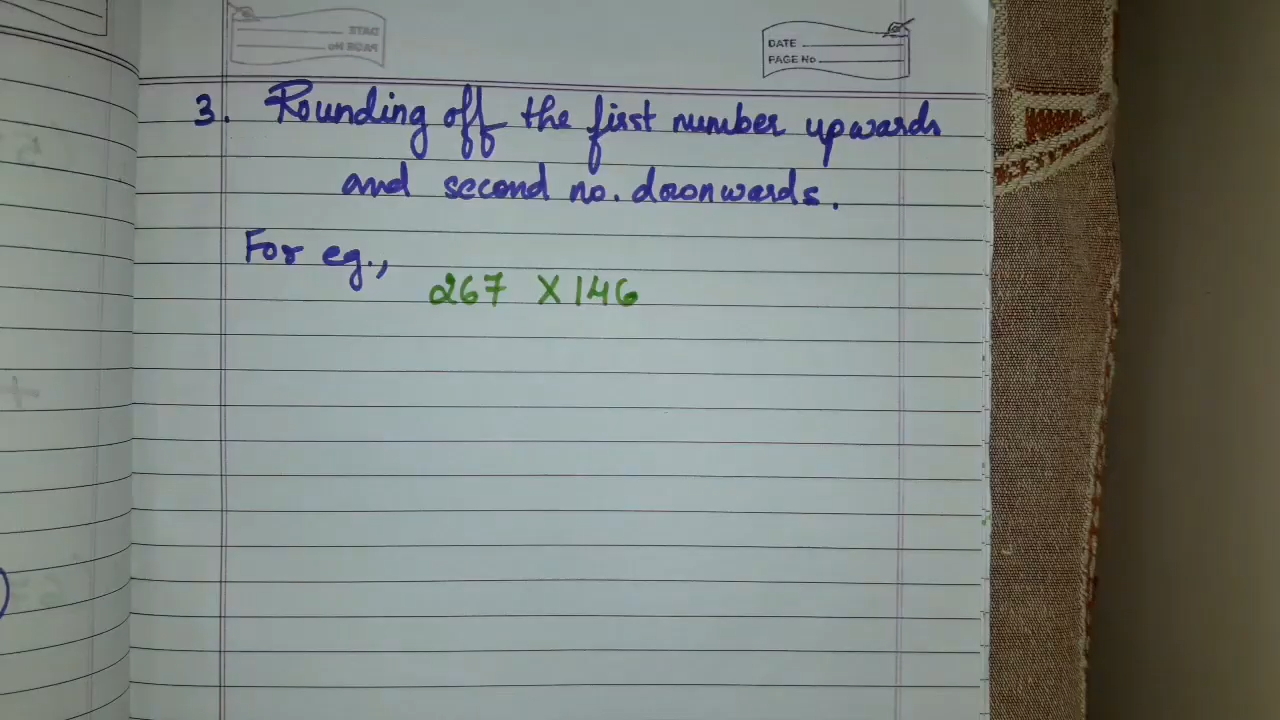 DATE
PAGE No
3. Rounding off the first number upwards
and second no. downwards.
For eg.,
267 X 146